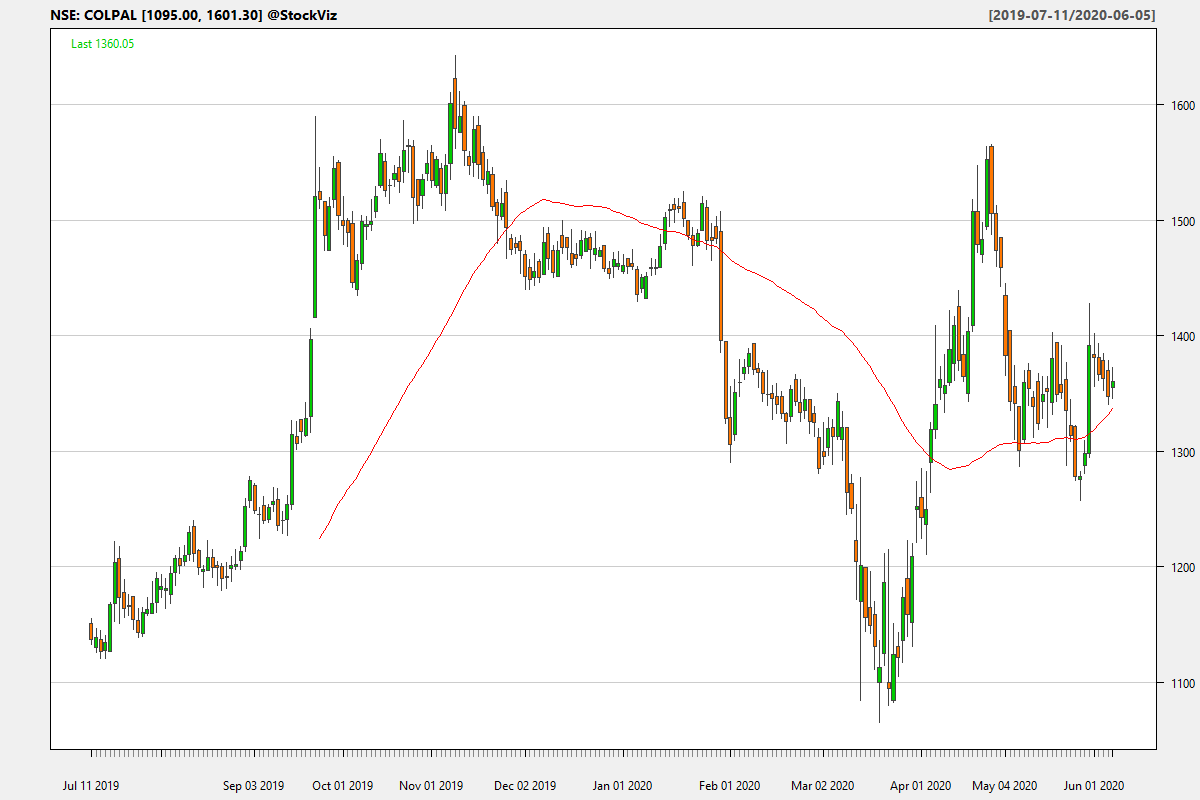 NSE: COLPAL [1095.00, 1601.30] @StockViz
[2019-07-11/2020-06-05]
Last 1360.05
1600
1500
1400
1300
1200
1100
Jul 11 2019 Sep 03 2019 Oct 01 2019 Nov 01 2019 Dec 02 2019 Jan 01 2020 Feb 01 2020 Mar 02 2020 Apr 01 2020 May 04 2020 Jun 01 2020